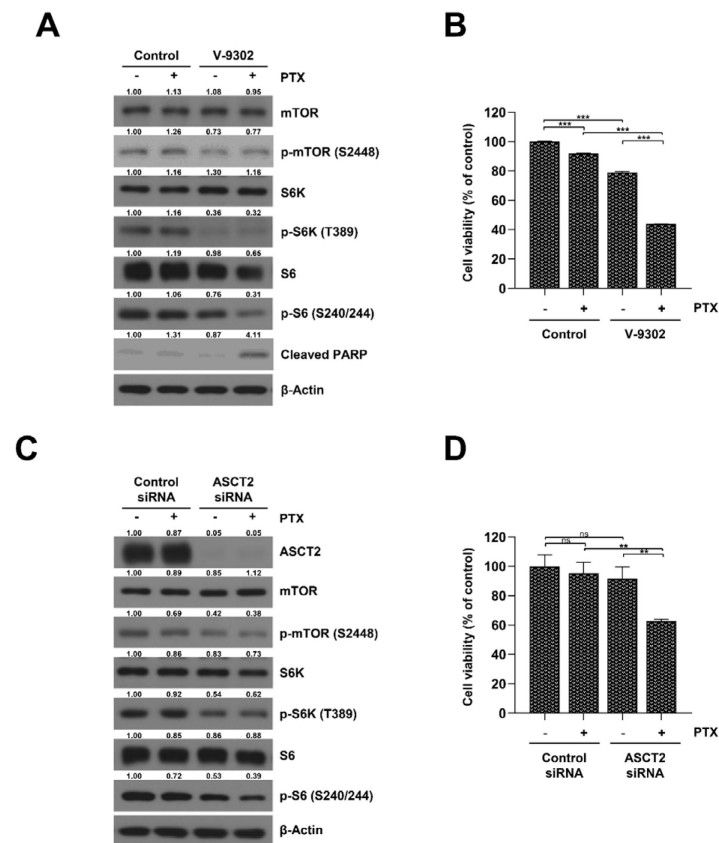 A
Control V-9302
- + - + PTX
1.00 1.13 1.08 0.95
mTOR
1.00 1.26 0.73 0.77
p-mTOR (S2448)
1.00 1.16 1.30 1.16
S6K
1.00 1.16 0.36 0.32
p-S6K (T389)
1.00 1.19 0.98 0.65
S6
1.00 1.06 0.76 0.31
p-S6 (S240/244)
1.00 1.31 0.87 4.11
Cleaved PARP
β-Actin
B
Cell viability (% of control)
120
100
80
60
40
20
0
***
***
***
***
- + - + PTX
Control V-9302
C
Control ASCT2
siRNA siRNA
- + - + PTX
1.00 0.87 0.05 0.05
ASCT2
1.00 0.89 0.85 1.12
mTOR
1.00 0.69 0.42 0.38
p-mTOR (S2448)
1.00 0.86 0.83 0.73
S6K
1.00 0.92 0.54 0.62
p-S6K (T389)
1.00 0.85 0.86 0.88
S6
1.00 0.72 0.53 0.39
p-S6 (S240/244)
β-Actin
D
Cell viability (% of control)
120
100
80
60
40
20
0
ns
ns
**
**
- + - + PTX
Control ASCT2
siRNA siRNA